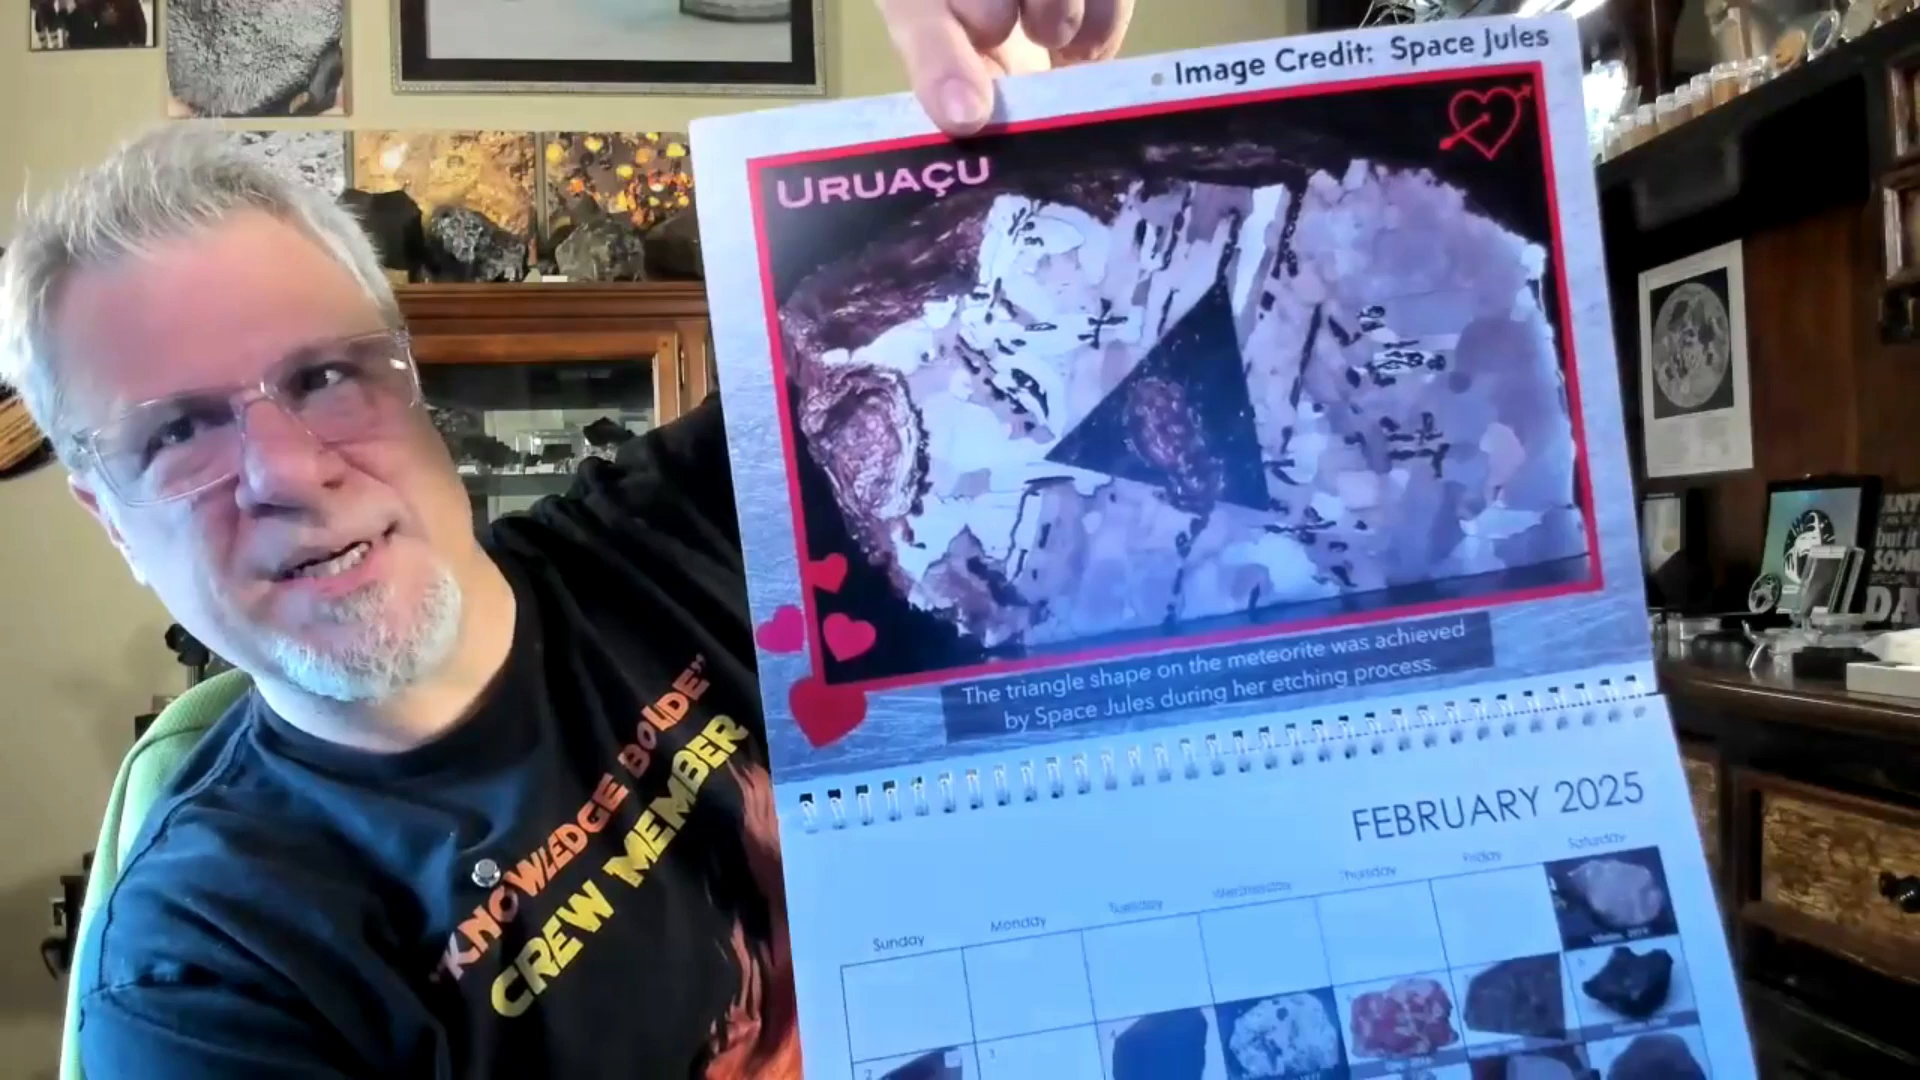 Image Credit: Space Jules
URUAÇU
The triangle shape on the meteorite was achieved
by Space Jules during her etching process.
FEBRUARY 2025
Sunday Monday Tuesday Wednesday Thursday Friday Saturday
"KNOWLEDGE BOLIDE"
CREW MEMBER